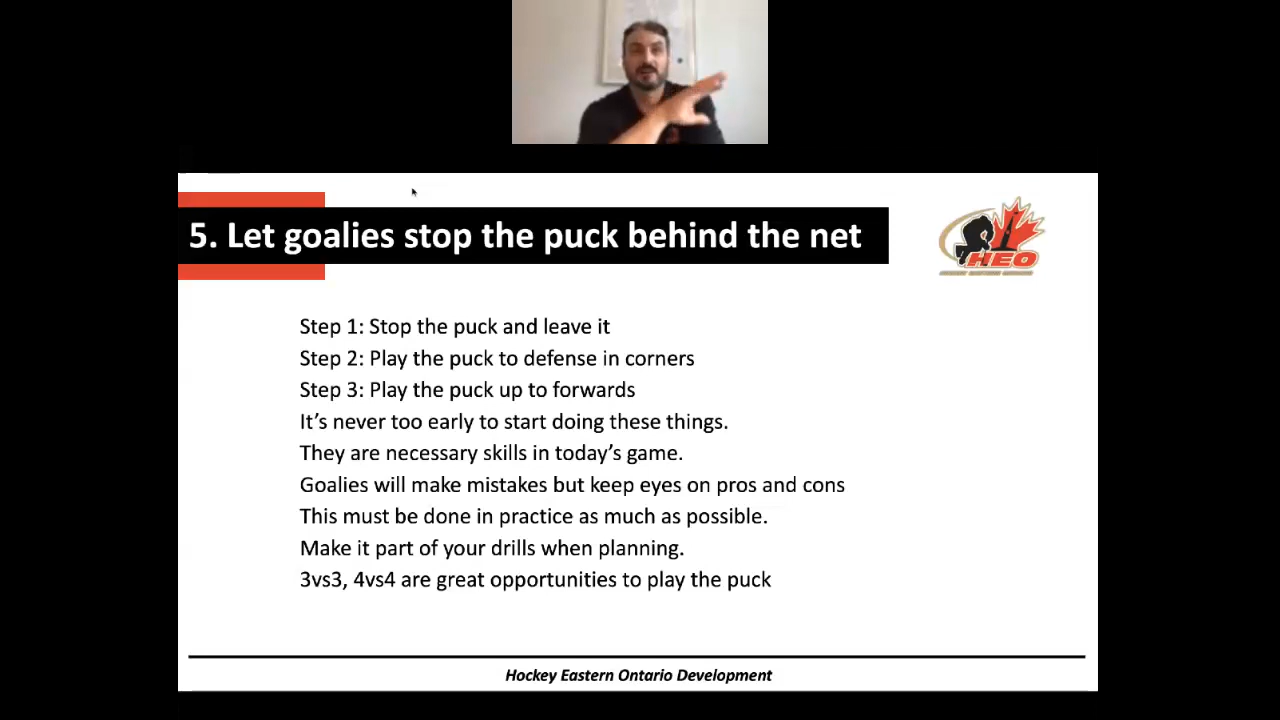 5. Let goalies stop the puck behind the net
HEO
Step 1: Stop the puck and leave it
Step 2: Play the puck to defense in corners
Step 3: Play the puck up to forwards
It’s never too early to start doing these things.
They are necessary skills in today’s game.
Goalies will make mistakes but keep eyes on pros and cons
This must be done in practice as much as possible.
Make it part of your drills when planning.
3vs3, 4vs4 are great opportunities to play the puck
Hockey Eastern Ontario Development